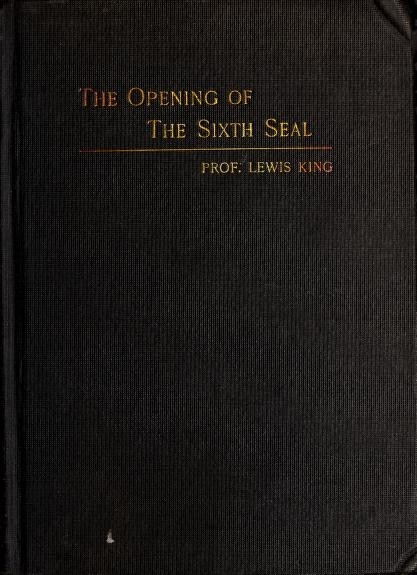 The Opening of
The Sixth Seal
Prof. Lewis King